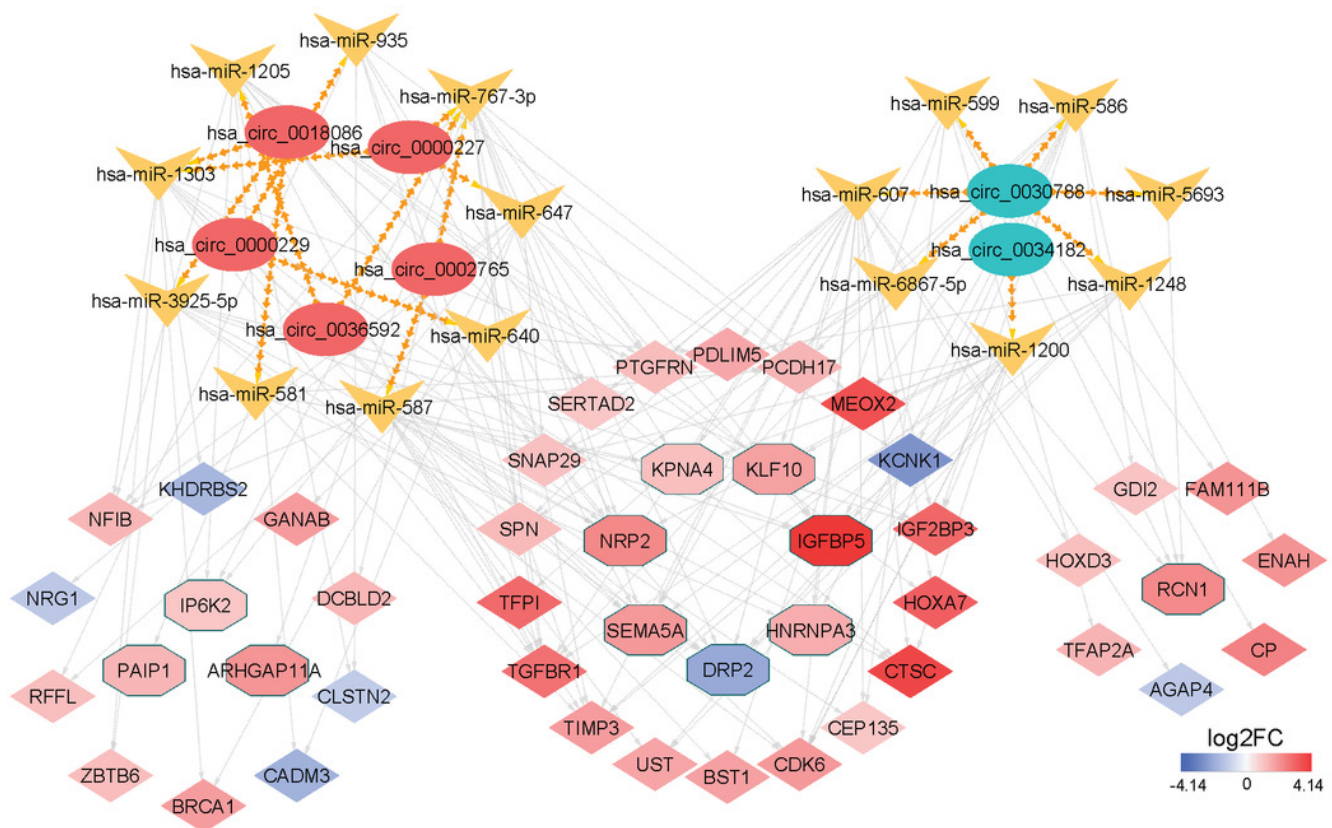 hsa-miR-935
hsa-miR-1205
hsa-miR-767-3p
hsa_circ_0018086
hsa_circ_0000227
hsa-miR-1303
hsa-miR-647
hsa_circ_0000229
hsa_circ_0002765
hsa-miR-3925-5p
hsa_circ_0036592
hsa-miR-640
hsa-miR-581
hsa-miR-587
hsa-miR-599
hsa-miR-586
hsa_circ_0030788
hsa-miR-607
hsa-miR-5693
hsa_circ_0034182
hsa-miR-6867-5p
hsa-miR-1248
hsa-miR-1200
PTGFRN
PDLIM5
PCDH17
SERTAD2
MEOX2
SNAP29
KPNA4
KLF10
KCNK1
SPN
NRP2
IGFBP5
IGF2BP3
TFPI
HOXA7
SEMA5A
HNRNPA3
TGFBR1
DRP2
CTSC
TIMP3
CEP135
UST
BST1
CDK6
KHDRBS2
NFIB
GANAB
NRG1
IP6K2
DCBLD2
PAIP1
ARHGAP11A
RFFL
CLSTN2
ZBTB6
CADM3
BRCA1
GDI2
FAM111B
HOXD3
ENAH
RCN1
TFAP2A
CP
AGAP4
log2FC
-4.14 0 4.14